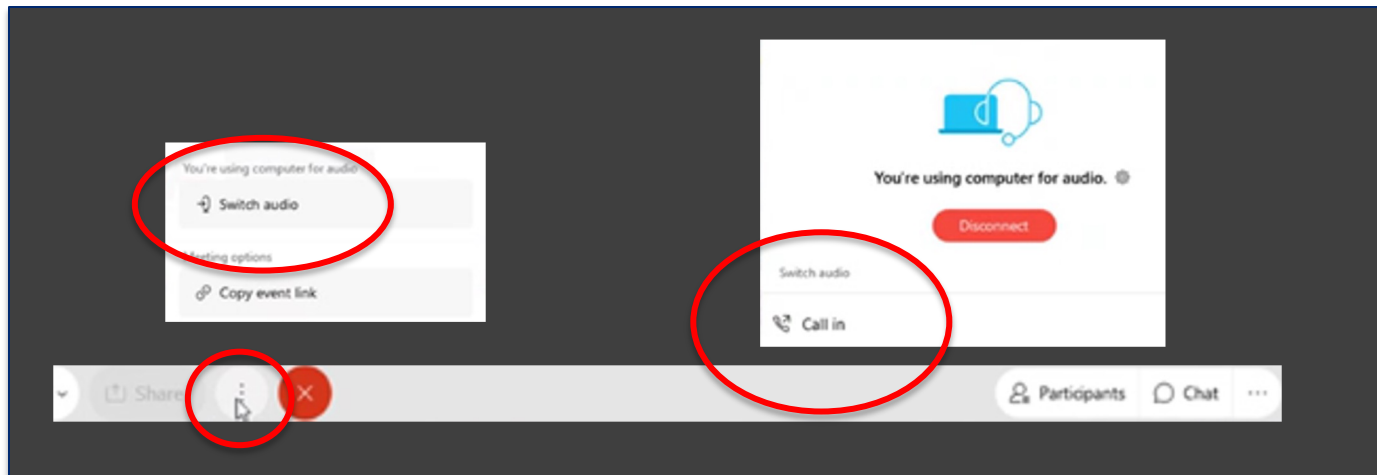 You're using computer for audio
Switch audio
Meeting options
Copy event link
You're using computer for audio.
Disconnect
Switch audio
Call in
Share
Participants
Chat